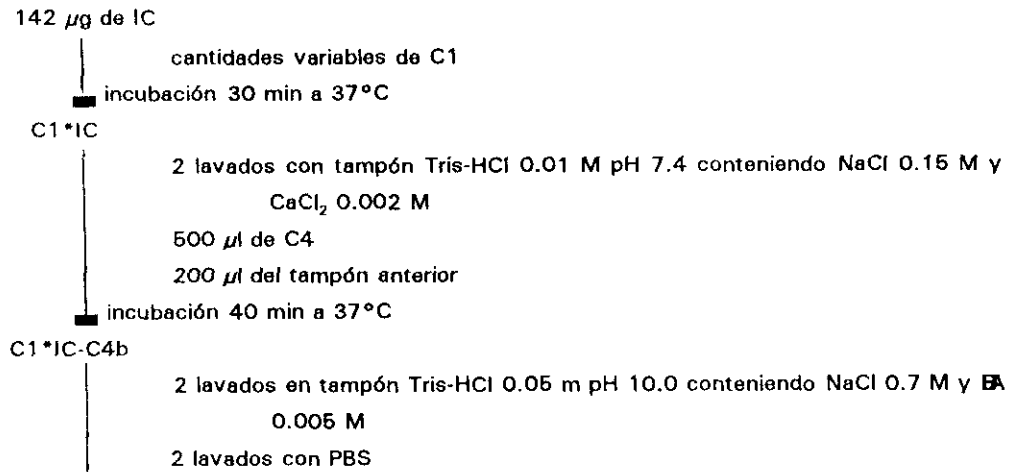 142 µg de IC
cantidades variables de C1
incubación 30 min a 37°C
C1*IC
2 lavados con tampón Tris-HCl 0.01 M pH 7.4 conteniendo NaCl 0.15 M y
CaCl₂ 0.002 M
500 µl de C4
200 µl del tampón anterior
incubación 40 min a 37°C
C1*IC-C4b
2 lavados en tampón Tris-HCl 0.05 m pH 10.0 conteniendo NaCl 0.7 M y
0.005 M
2 lavados con PBS